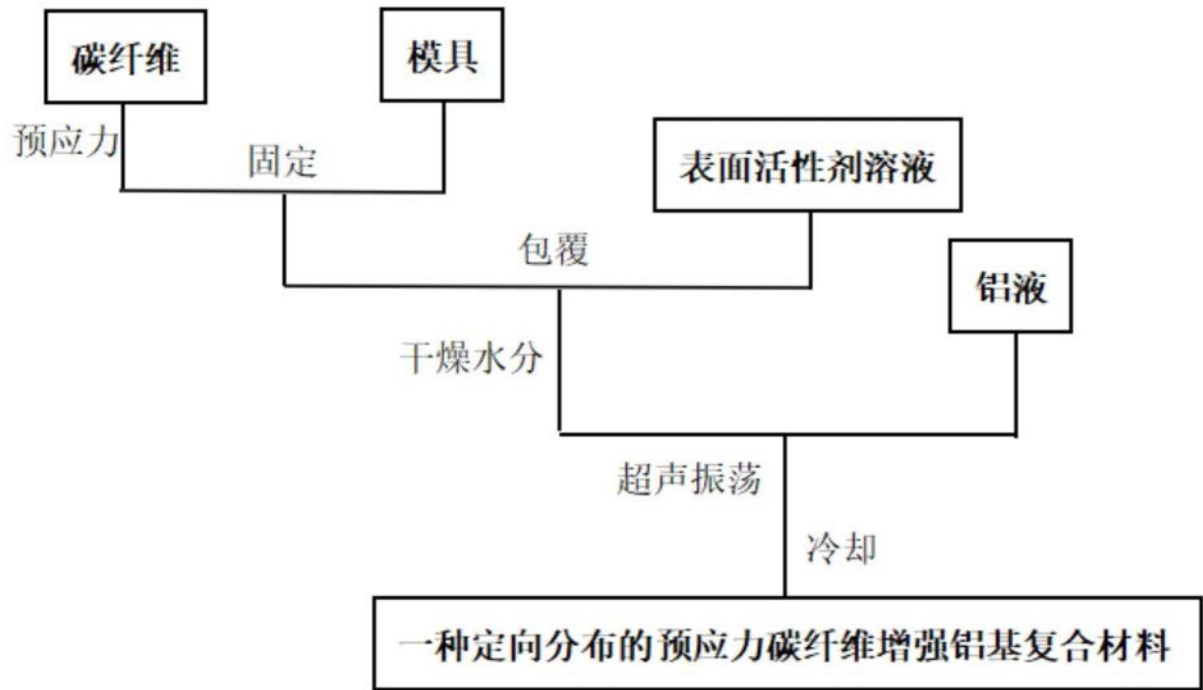 碳纤维
模具
预应力
固定
表面活性剂溶液
包覆
铝液
干燥水分
超声振荡
冷却
一种定向分布的预应力碳纤维增强铝基复合材料